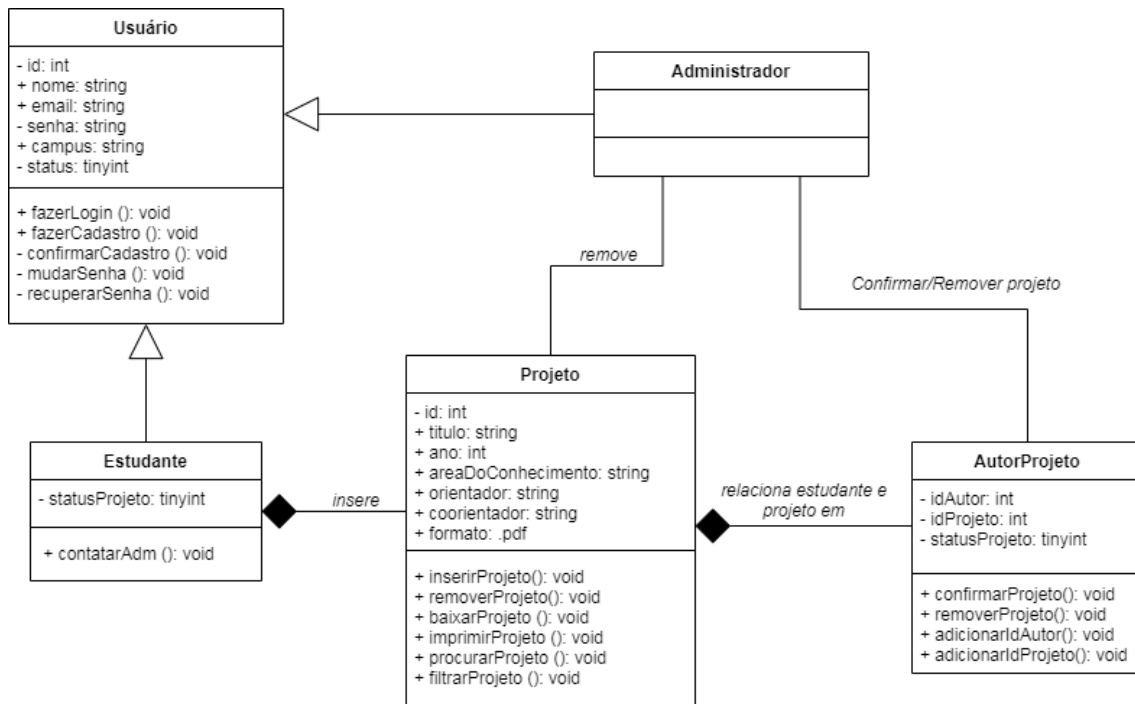 Usuário
- id: int
+ nome: string
+ email: string
- senha: string
+ campus: string
- status: tinyint
+ fazerLogin (): void
+ fazerCadastro (): void
- confirmarCadastro (): void
- mudarSenha (): void
- recuperarSenha (): void
Administrador
remove
Confirmar/Remover projeto
Estudante
- statusProjeto: tinyint
+ contatarAdm (): void
insere
Projeto
- id: int
+ titulo: string
+ ano: int
+ areaDoConhecimento: string
+ orientador: string
+ coorientador: string
+ formato: .pdf
+ inserirProjeto(): void
+ removerProjeto(): void
+ baixarProjeto (): void
+ imprimirProjeto (): void
+ procurarProjeto (): void
+ filtrarProjeto (): void
relaciona estudante e
projeto em
AutorProjeto
- idAutor: int
- idProjeto: int
- statusProjeto: tinyint
+ confirmarProjeto(): void
+ removerProjeto(): void
+ adicionarIdAutor(): void
+ adicionarIdProjeto(): void